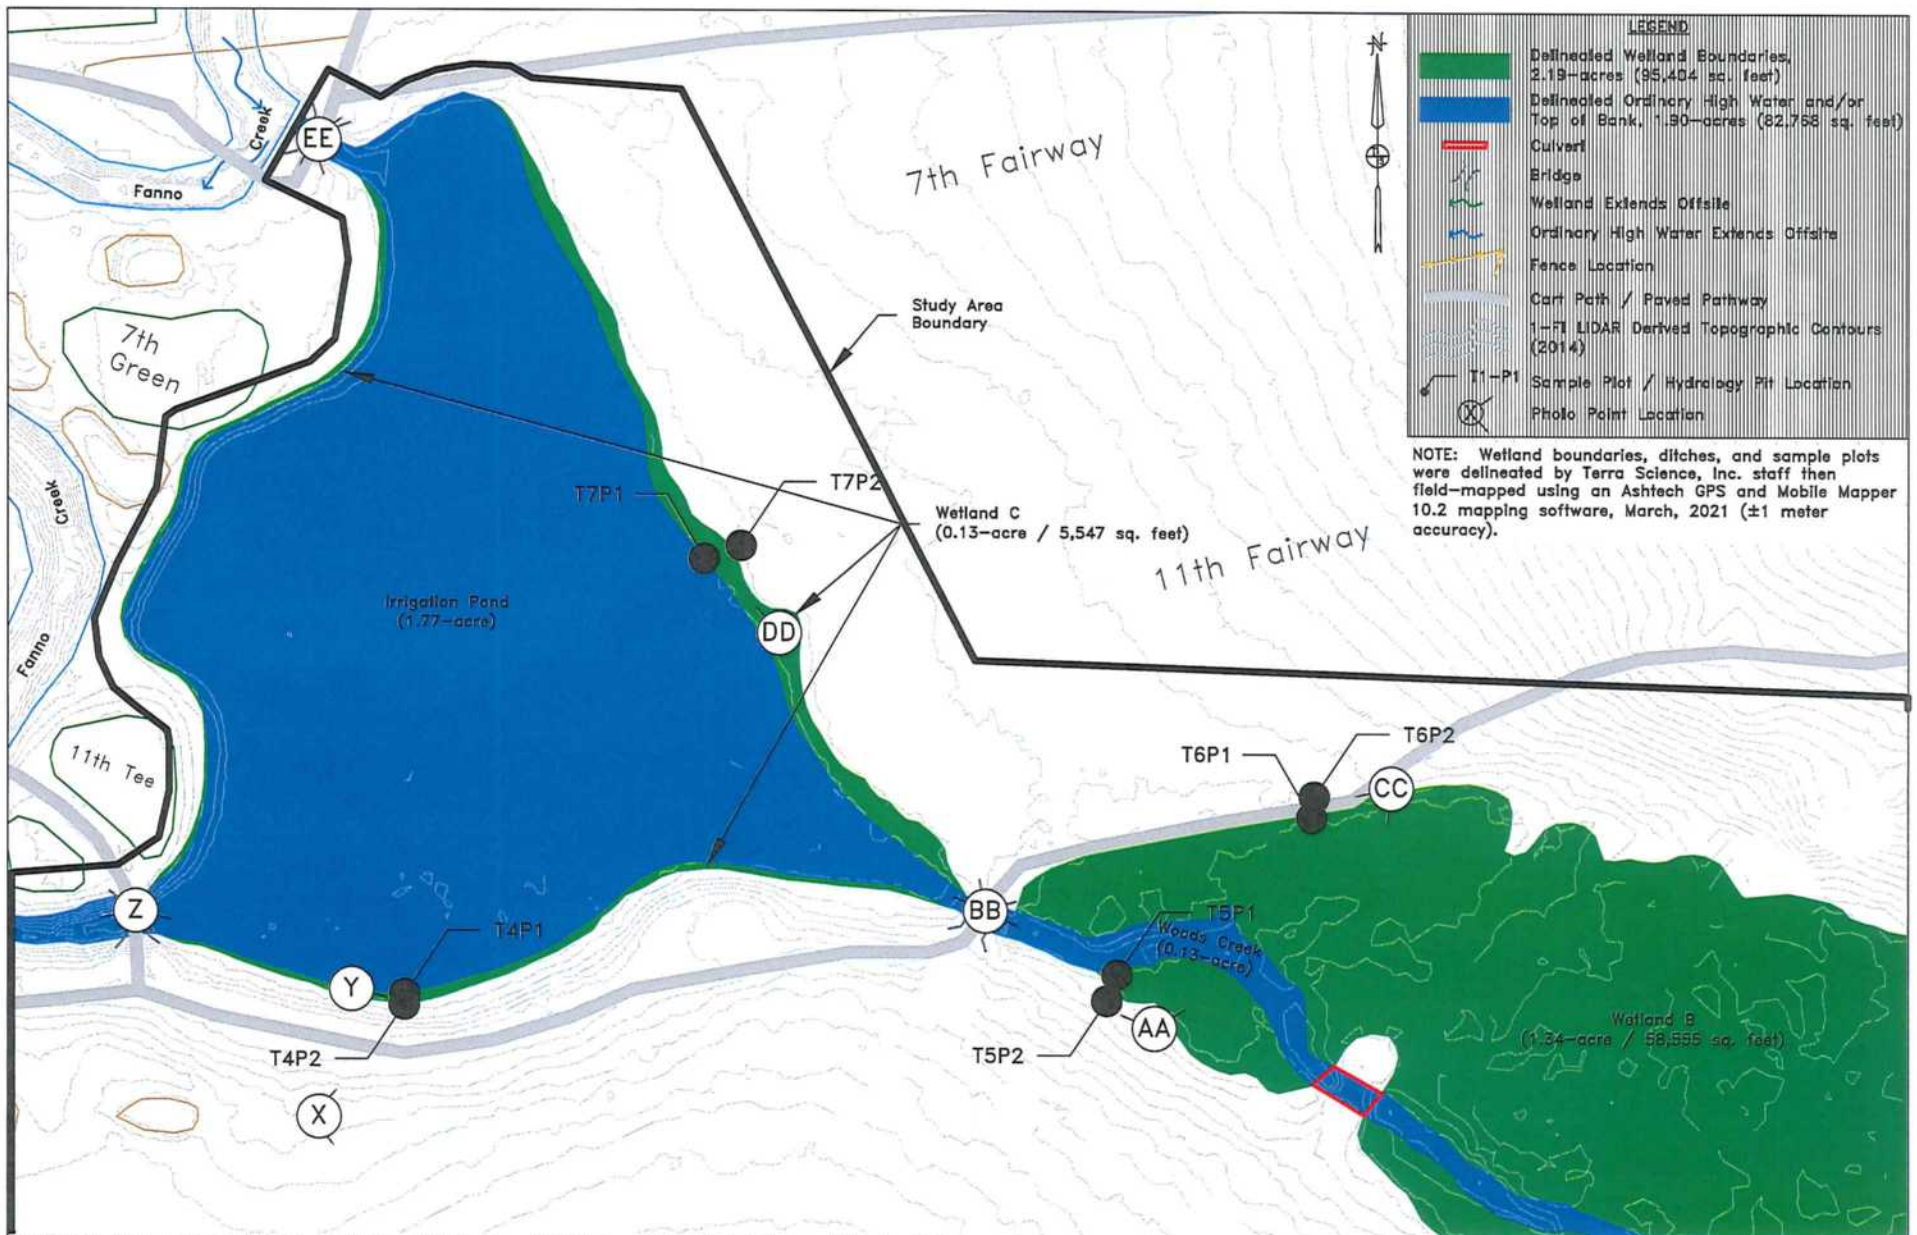 LEGEND
Delineated Wetland Boundaries,
2.19-acres (95,404 sq. feet)
Delineated Ordinary High Water and/or
Top of Bank, 1.90-acres (82,768 sq. feet)
Culvert
Bridge
Wetland Extends Offsite
Ordinary High Water Extends Offsite
Fence Location
Cart Path / Paved Pathway
1-Ft LIDAR Derived Topographic Contours
(2014)
T1-P1
Sample Plot / Hydrology Pit Location
X
Photo Point Location
NOTE: Wetland boundaries, ditches, and sample plots
were delineated by Terra Science, Inc. staff then
field-mapped using an Ashtech GPS and Mobile Mapper
10.2 mapping software, March, 2021 (±1 meter
accuracy).
N
EE
Creek
Fanno
7th Fairway
Study Area
Boundary
7th
Green
T7P1
T7P2
Wetland C
(0.13-acre / 5,547 sq. feet)
11th Fairway
Creek
Fanno
Irrigation Pond
(1.77-acre)
DD
11th Tee
T6P1
T6P2
CC
Z
T4P1
BB
T5P1
Woods Creek
(0.13-acre)
Y
T4P2
T5P2
AA
Wetland B
(1.34-acre / 58,555 sq. feet)
X